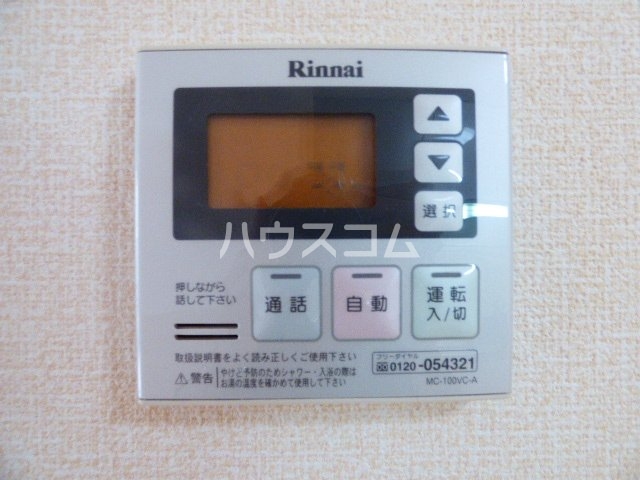 Rinnai
選択
ハウスコム
押しながら
話して下さい
通話
自動
運転
入/切
取扱説明書をよく読み正しくご使用下さい
フリーダイヤル
0120-054321
MC-100VC-A
⚠警告
やけど予防のためシャワー・入浴の際は
お湯の温度を確かめて使用して下さい